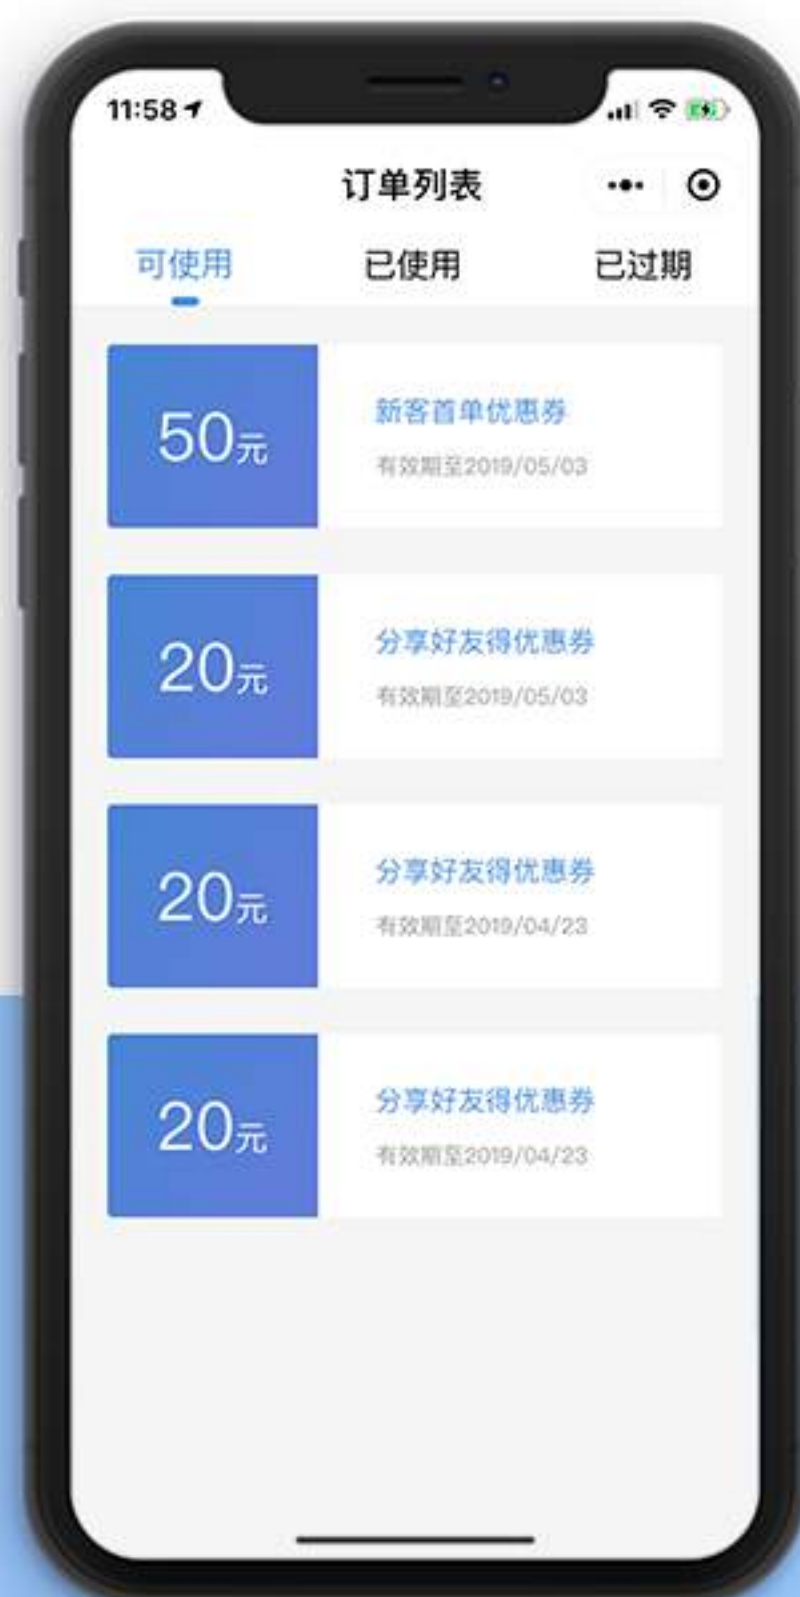 11:58
订单列表
可使用 已使用 已过期
50元
新客首单优惠券
有效期至2019/05/03
20元
分享好友得优惠券
有效期至2019/05/03
20元
分享好友得优惠券
有效期至2019/04/23
20元
分享好友得优惠券
有效期至2019/04/23